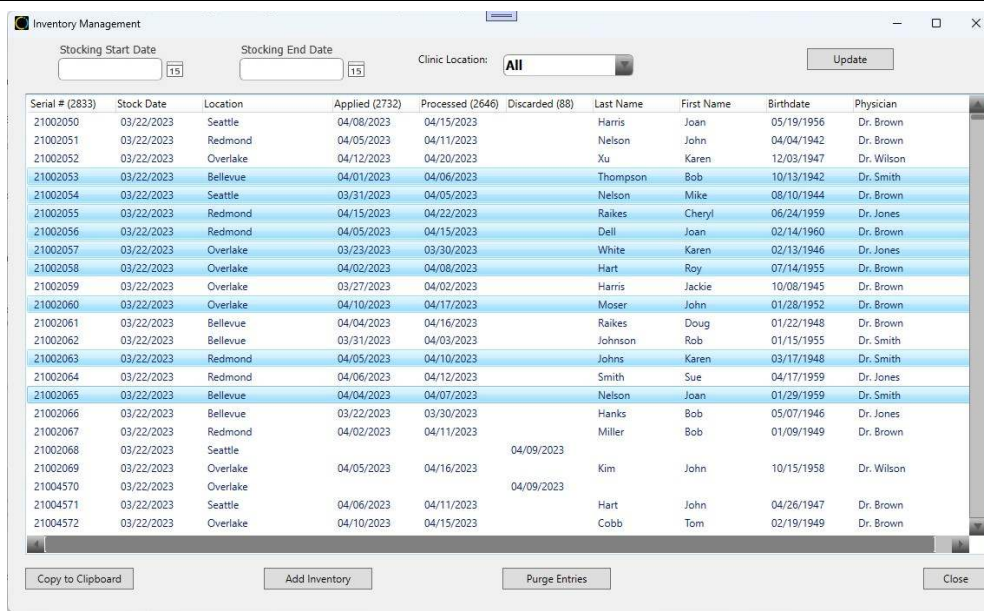 Inventory Management
Stocking Start Date Stocking End Date Clinic Location: All Update
15 15
Serial # (2833) Stock Date Location Applied (2732) Processed (2646) Discarded (88) Last Name First Name Birthdate Physician
21002050 03/22/2023 Seattle 04/08/2023 04/15/2023 Harris Joan 05/19/1956 Dr. Brown
21002051 03/22/2023 Redmond 04/05/2023 04/11/2023 Nelson John 04/04/1942 Dr. Brown
21002052 03/22/2023 Overlake 04/12/2023 04/20/2023 Xu Karen 12/03/1947 Dr. Wilson
21002053 03/22/2023 Bellevue 04/01/2023 04/06/2023 Thompson Bob 10/13/1942 Dr. Smith
21002054 03/22/2023 Seattle 03/31/2023 04/05/2023 Nelson Mike 08/10/1944 Dr. Brown
21002055 03/22/2023 Redmond 04/15/2023 04/22/2023 Raikes Cheryl 06/24/1959 Dr. Jones
21002056 03/22/2023 Redmond 04/05/2023 04/15/2023 Dell Joan 02/14/1960 Dr. Brown
21002057 03/22/2023 Overlake 03/23/2023 03/30/2023 White Karen 02/13/1946 Dr. Jones
21002058 03/22/2023 Overlake 04/02/2023 04/08/2023 Hart Roy 07/14/1955 Dr. Brown
21002059 03/22/2023 Overlake 03/27/2023 04/02/2023 Harris Jackie 10/08/1945 Dr. Brown
21002060 03/22/2023 Overlake 04/10/2023 04/17/2023 Moser John 01/28/1952 Dr. Brown
21002061 03/22/2023 Bellevue 04/04/2023 04/16/2023 Raikes Doug 01/22/1948 Dr. Brown
21002062 03/22/2023 Bellevue 03/31/2023 04/03/2023 Johnson Rob 01/15/1955 Dr. Smith
21002063 03/22/2023 Redmond 04/05/2023 04/10/2023 Johns Karen 03/17/1948 Dr. Smith
21002064 03/22/2023 Redmond 04/06/2023 04/12/2023 Smith Sue 04/17/1959 Dr. Jones
21002065 03/22/2023 Bellevue 04/04/2023 04/07/2023 Nelson Joan 01/29/1959 Dr. Smith
21002066 03/22/2023 Bellevue 03/22/2023 03/30/2023 Hanks Bob 05/07/1946 Dr. Jones
21002067 03/22/2023 Redmond 04/02/2023 04/11/2023 Miller Bob 01/09/1949 Dr. Brown
21002068 03/22/2023 Seattle 04/09/2023
21002069 03/22/2023 Overlake 04/05/2023 04/16/2023 Kim John 10/15/1958 Dr. Wilson
21004570 03/22/2023 Overlake 04/09/2023
21004571 03/22/2023 Seattle 04/06/2023 04/11/2023 Hart John 04/26/1947 Dr. Brown
21004572 03/22/2023 Overlake 04/10/2023 04/15/2023 Cobb Tom 02/19/1949 Dr. Brown
Copy to Clipboard Add Inventory Purge Entries Close